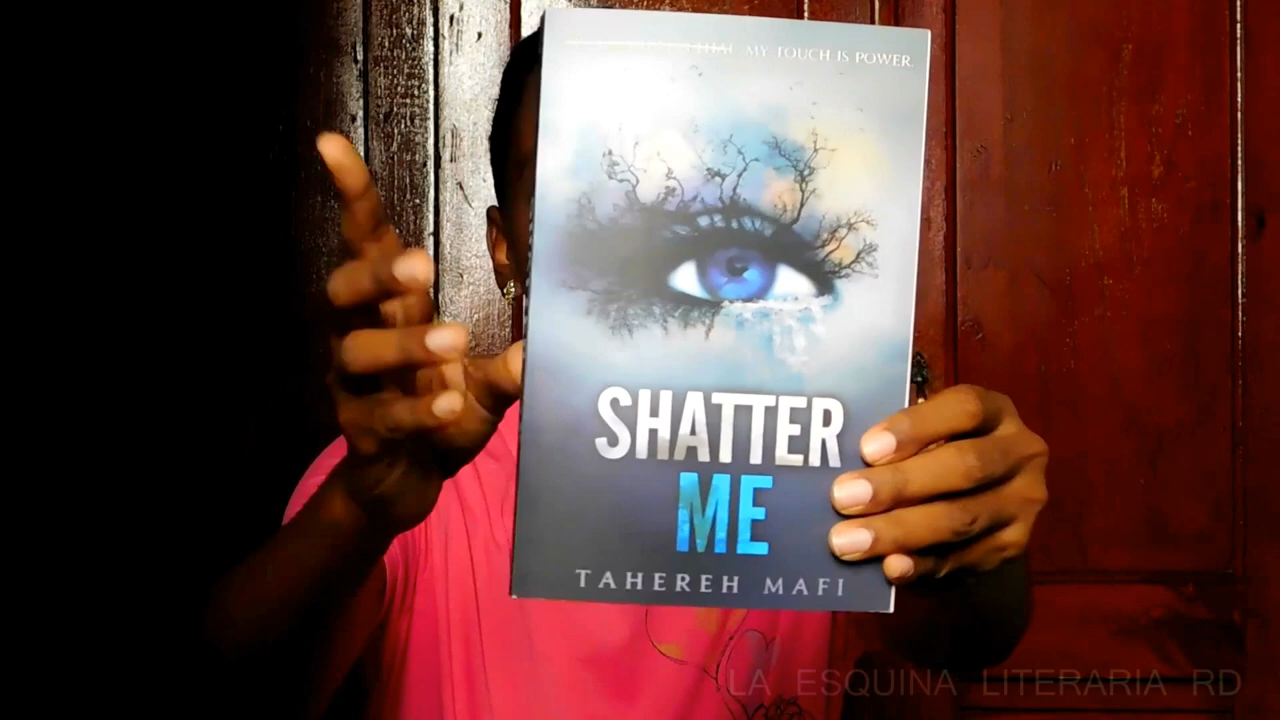 MY TOUCH IS POWER.
SHATTER
ME
TAHEREH MAFI
LA ESQUINA LITERARIA RD